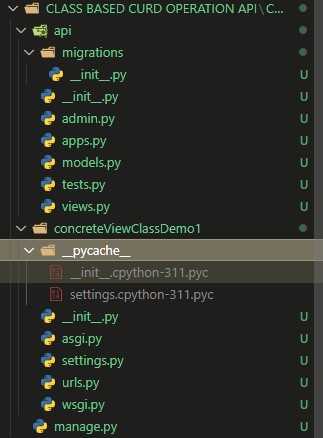 CLASS BASED CURD OPERATION API \ C...
api
migrations
__init__.py U
__init__.py U
admin.py U
apps.py U
models.py U
tests.py U
views.py U
concreteViewClassDemo1
__pycache__
__init__.cpython-311.pyc
settings.cpython-311.pyc
__init__.py U
asgi.py U
settings.py U
urls.py U
wsgi.py U
manage.py U